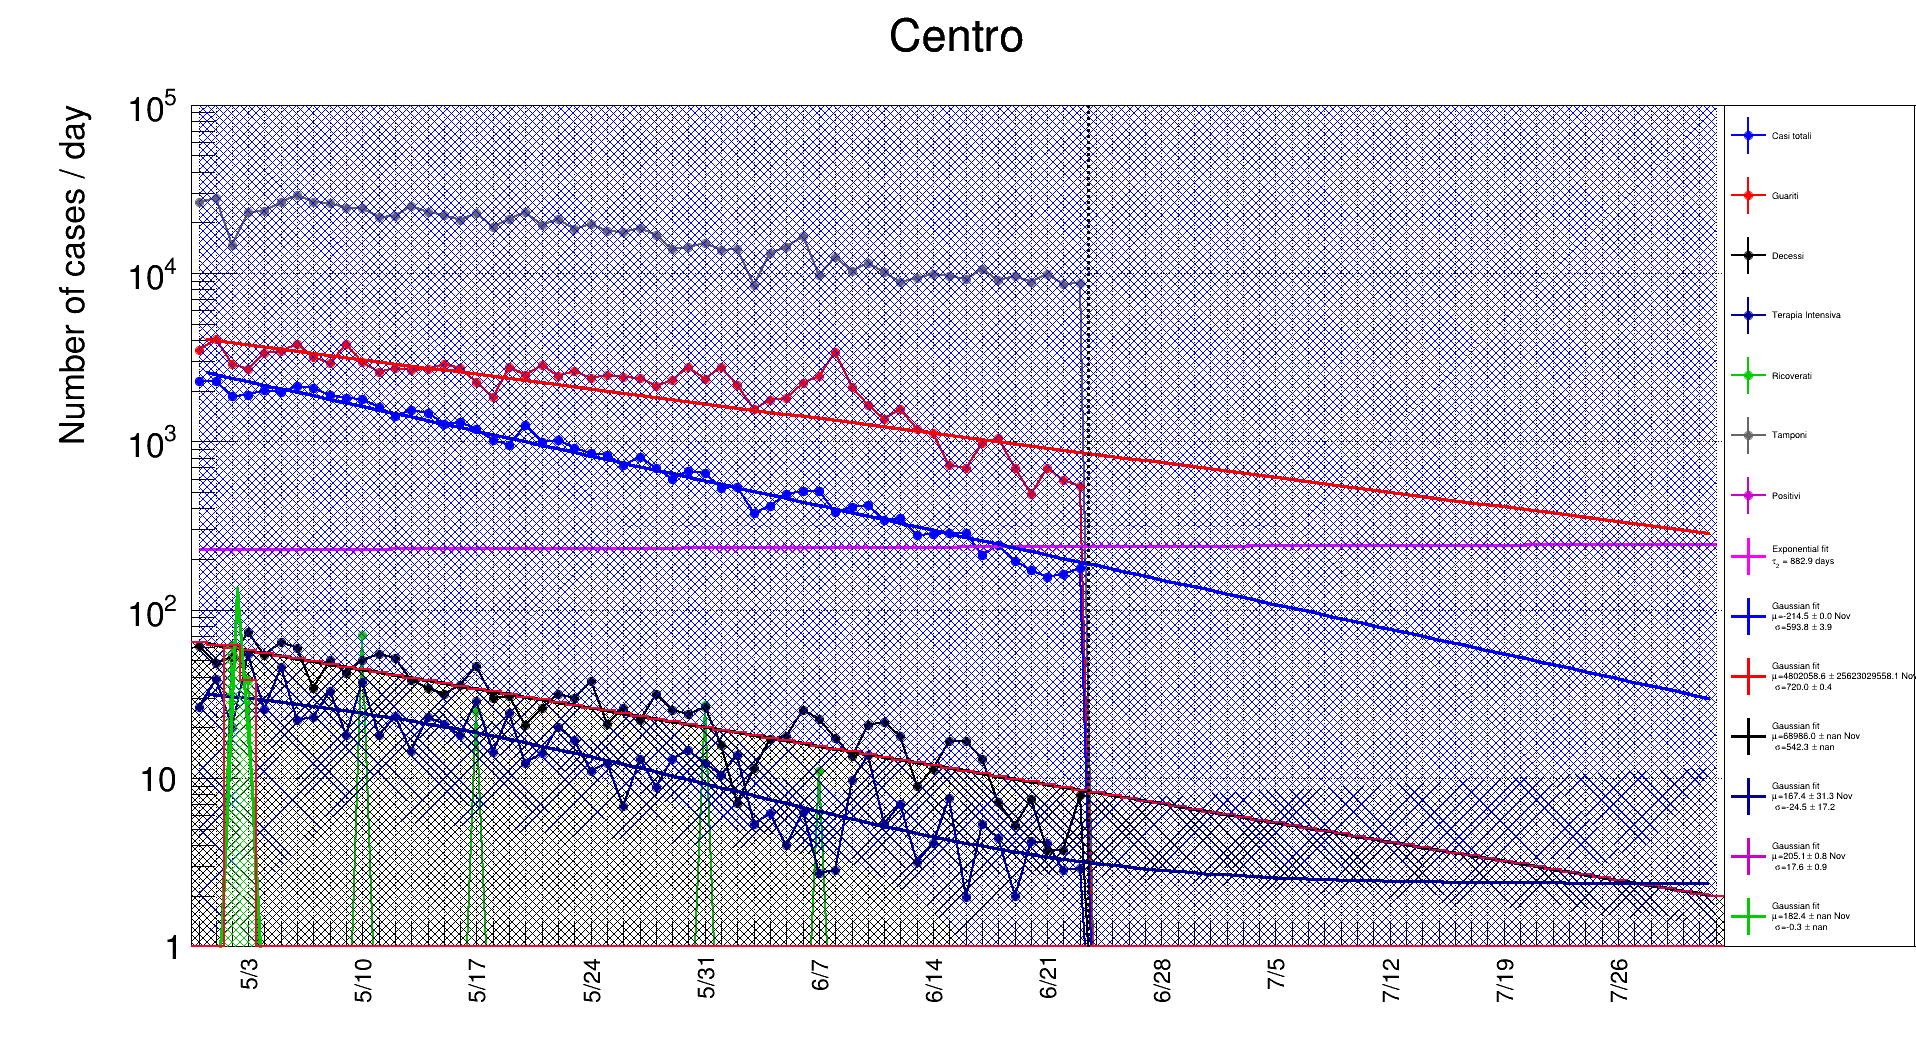 Centro
Number of cases / day
10^5
10^4
10^3
10^2
10
1
5/3
5/10
5/17
5/24
5/31
6/7
6/14
6/21
6/28
7/5
7/12
7/19
7/26
Casi totali
Guariti
Decessi
Terapia Intensiva
Ricoverati
Tamponi
Positivi
Exponential fit
τ₂ = 882.9 days
Gaussian fit
μ=-214.5 ± 0.0 Nov
σ=593.8 ± 3.9
Gaussian fit
μ=4802058.6 ± 25623029558.1 Nov
σ=720.0 ± 0.4
Gaussian fit
μ=68986.0 ± nan Nov
σ=542.3 ± nan
Gaussian fit
μ=167.4 ± 31.3 Nov
σ=-24.5 ± 17.2
Gaussian fit
μ=205.1 ± 0.8 Nov
σ=17.6 ± 0.9
Gaussian fit
μ=182.4 ± nan Nov
σ=-0.3 ± nan